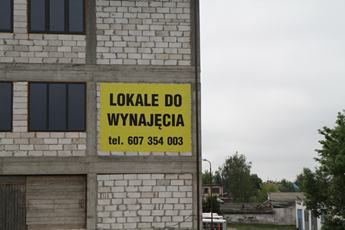 LOKALE DO
WYNAJĘCIA
tel. 607 354 003